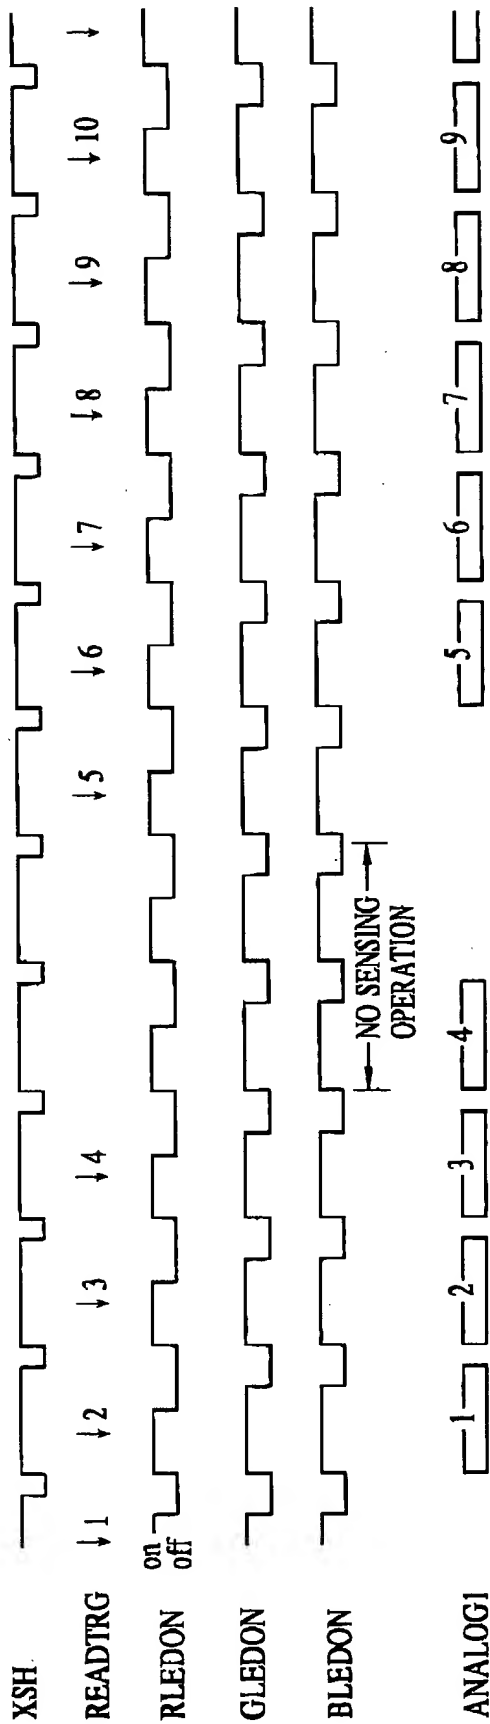 XSH
READTRG 1 2 3 4 5 6 7 8 9 10
RLEDON on
off
GLEDON
BLEDON
NO SENSING
OPERATION
ANALOG1 1 2 3 4 5 6 7 8 9